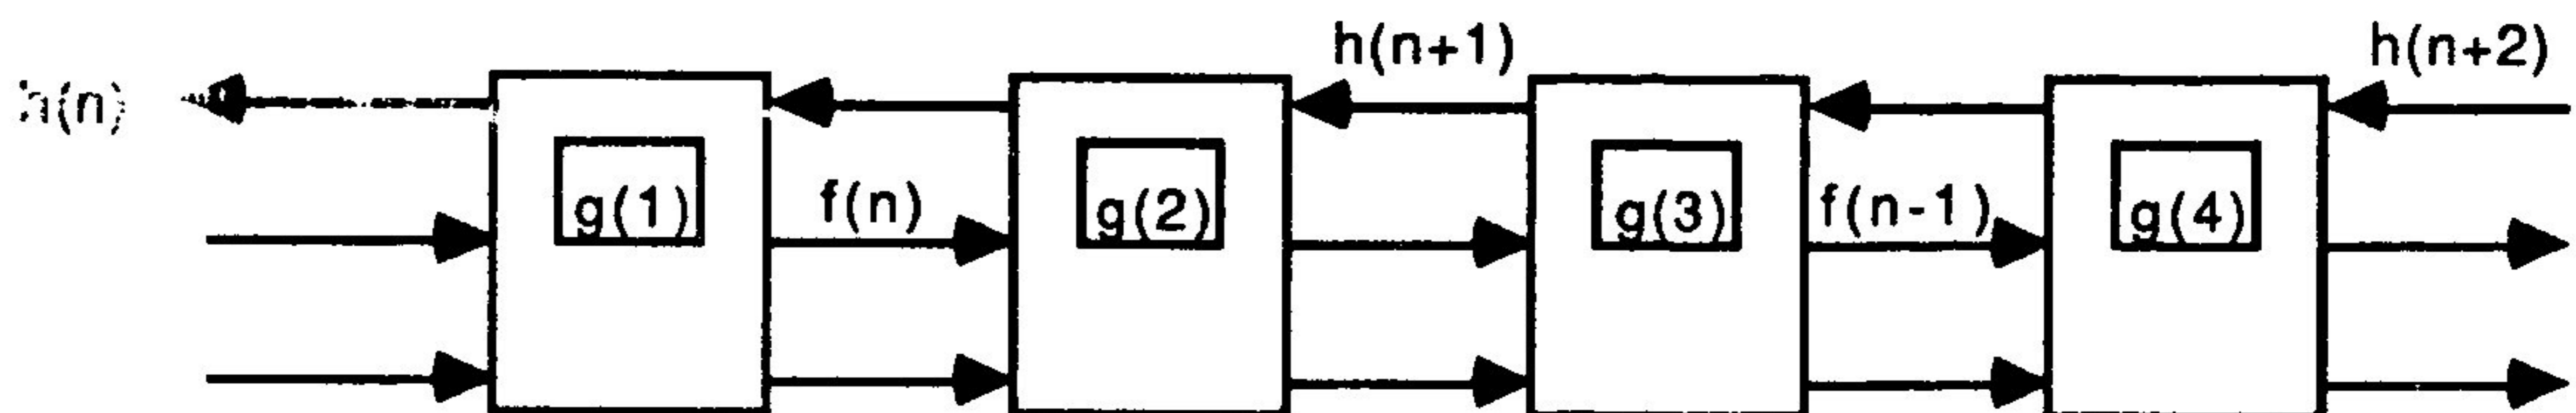 h(n+1) h(n+2)
h(n)
g(1) f(n) g(2) g(3) f(n-1) g(4)